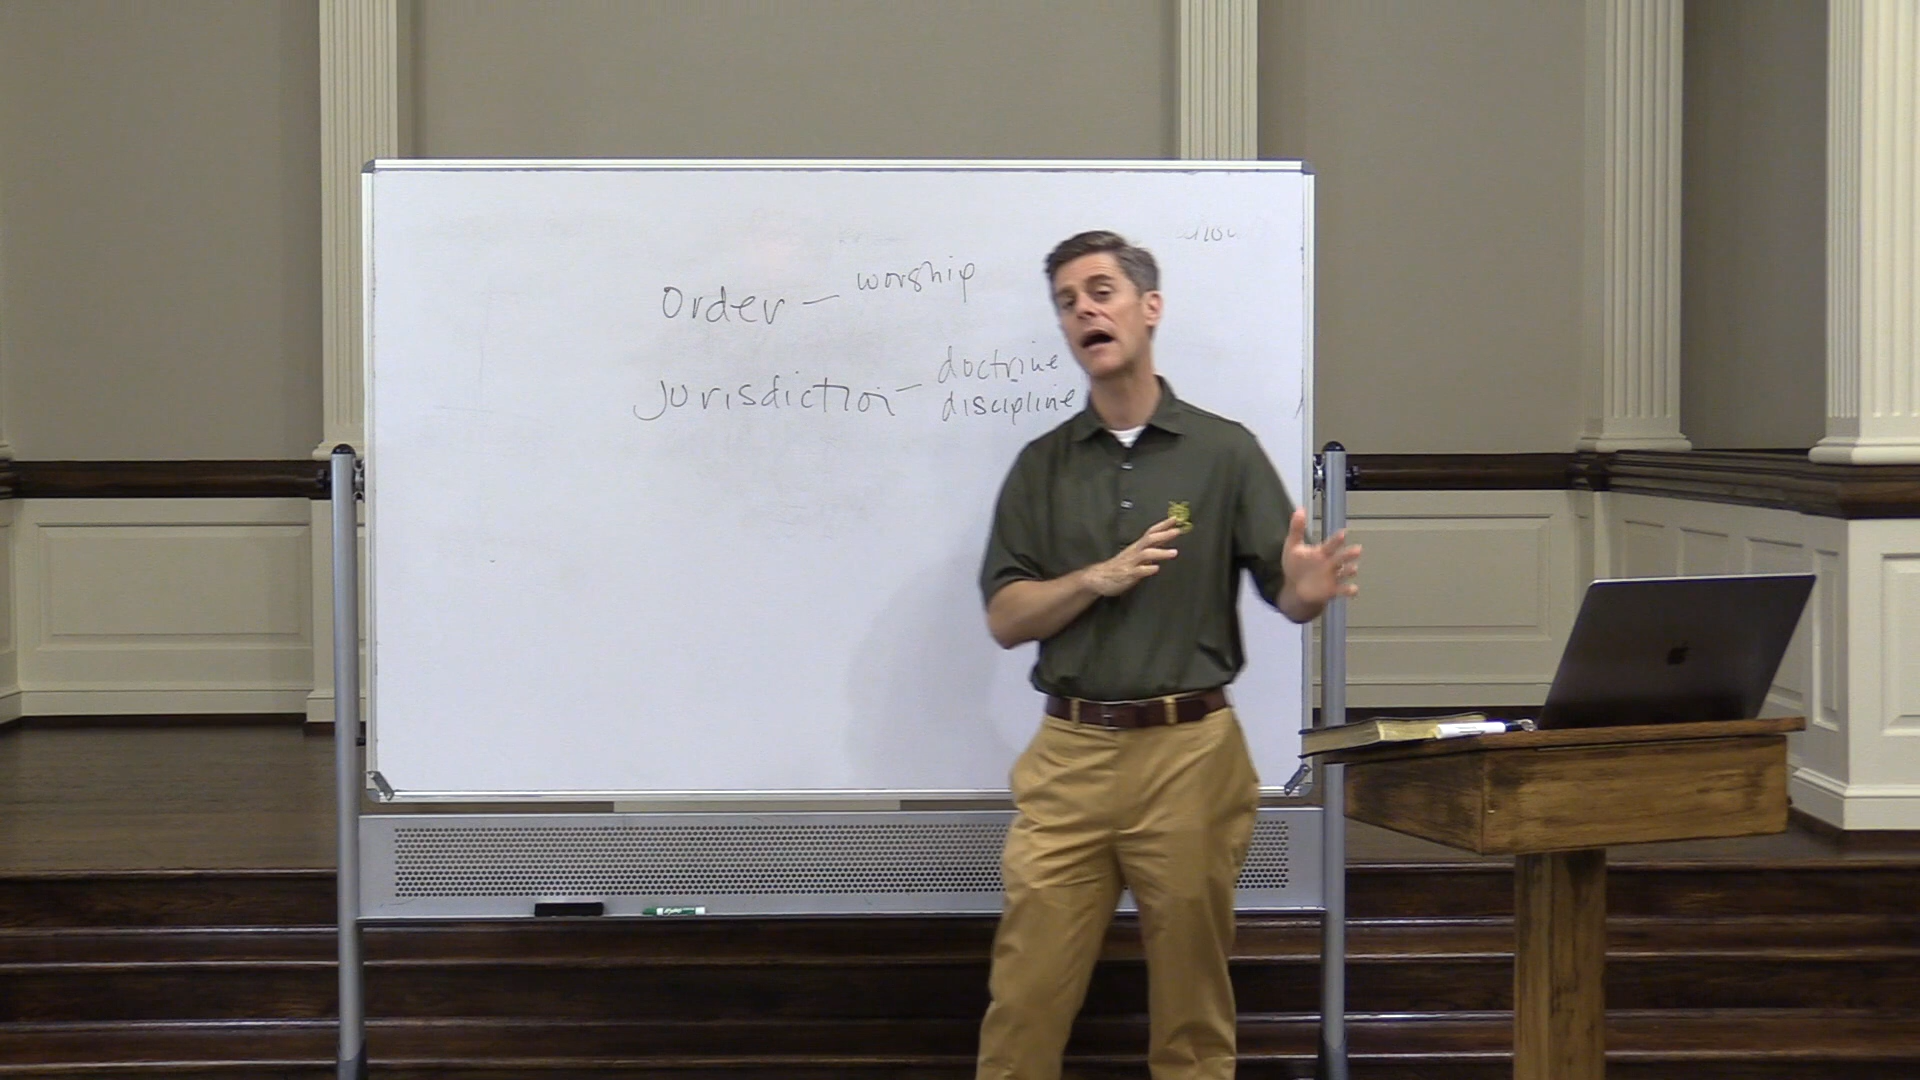 Order — worship
Jurisdiction — doctrine
discipline